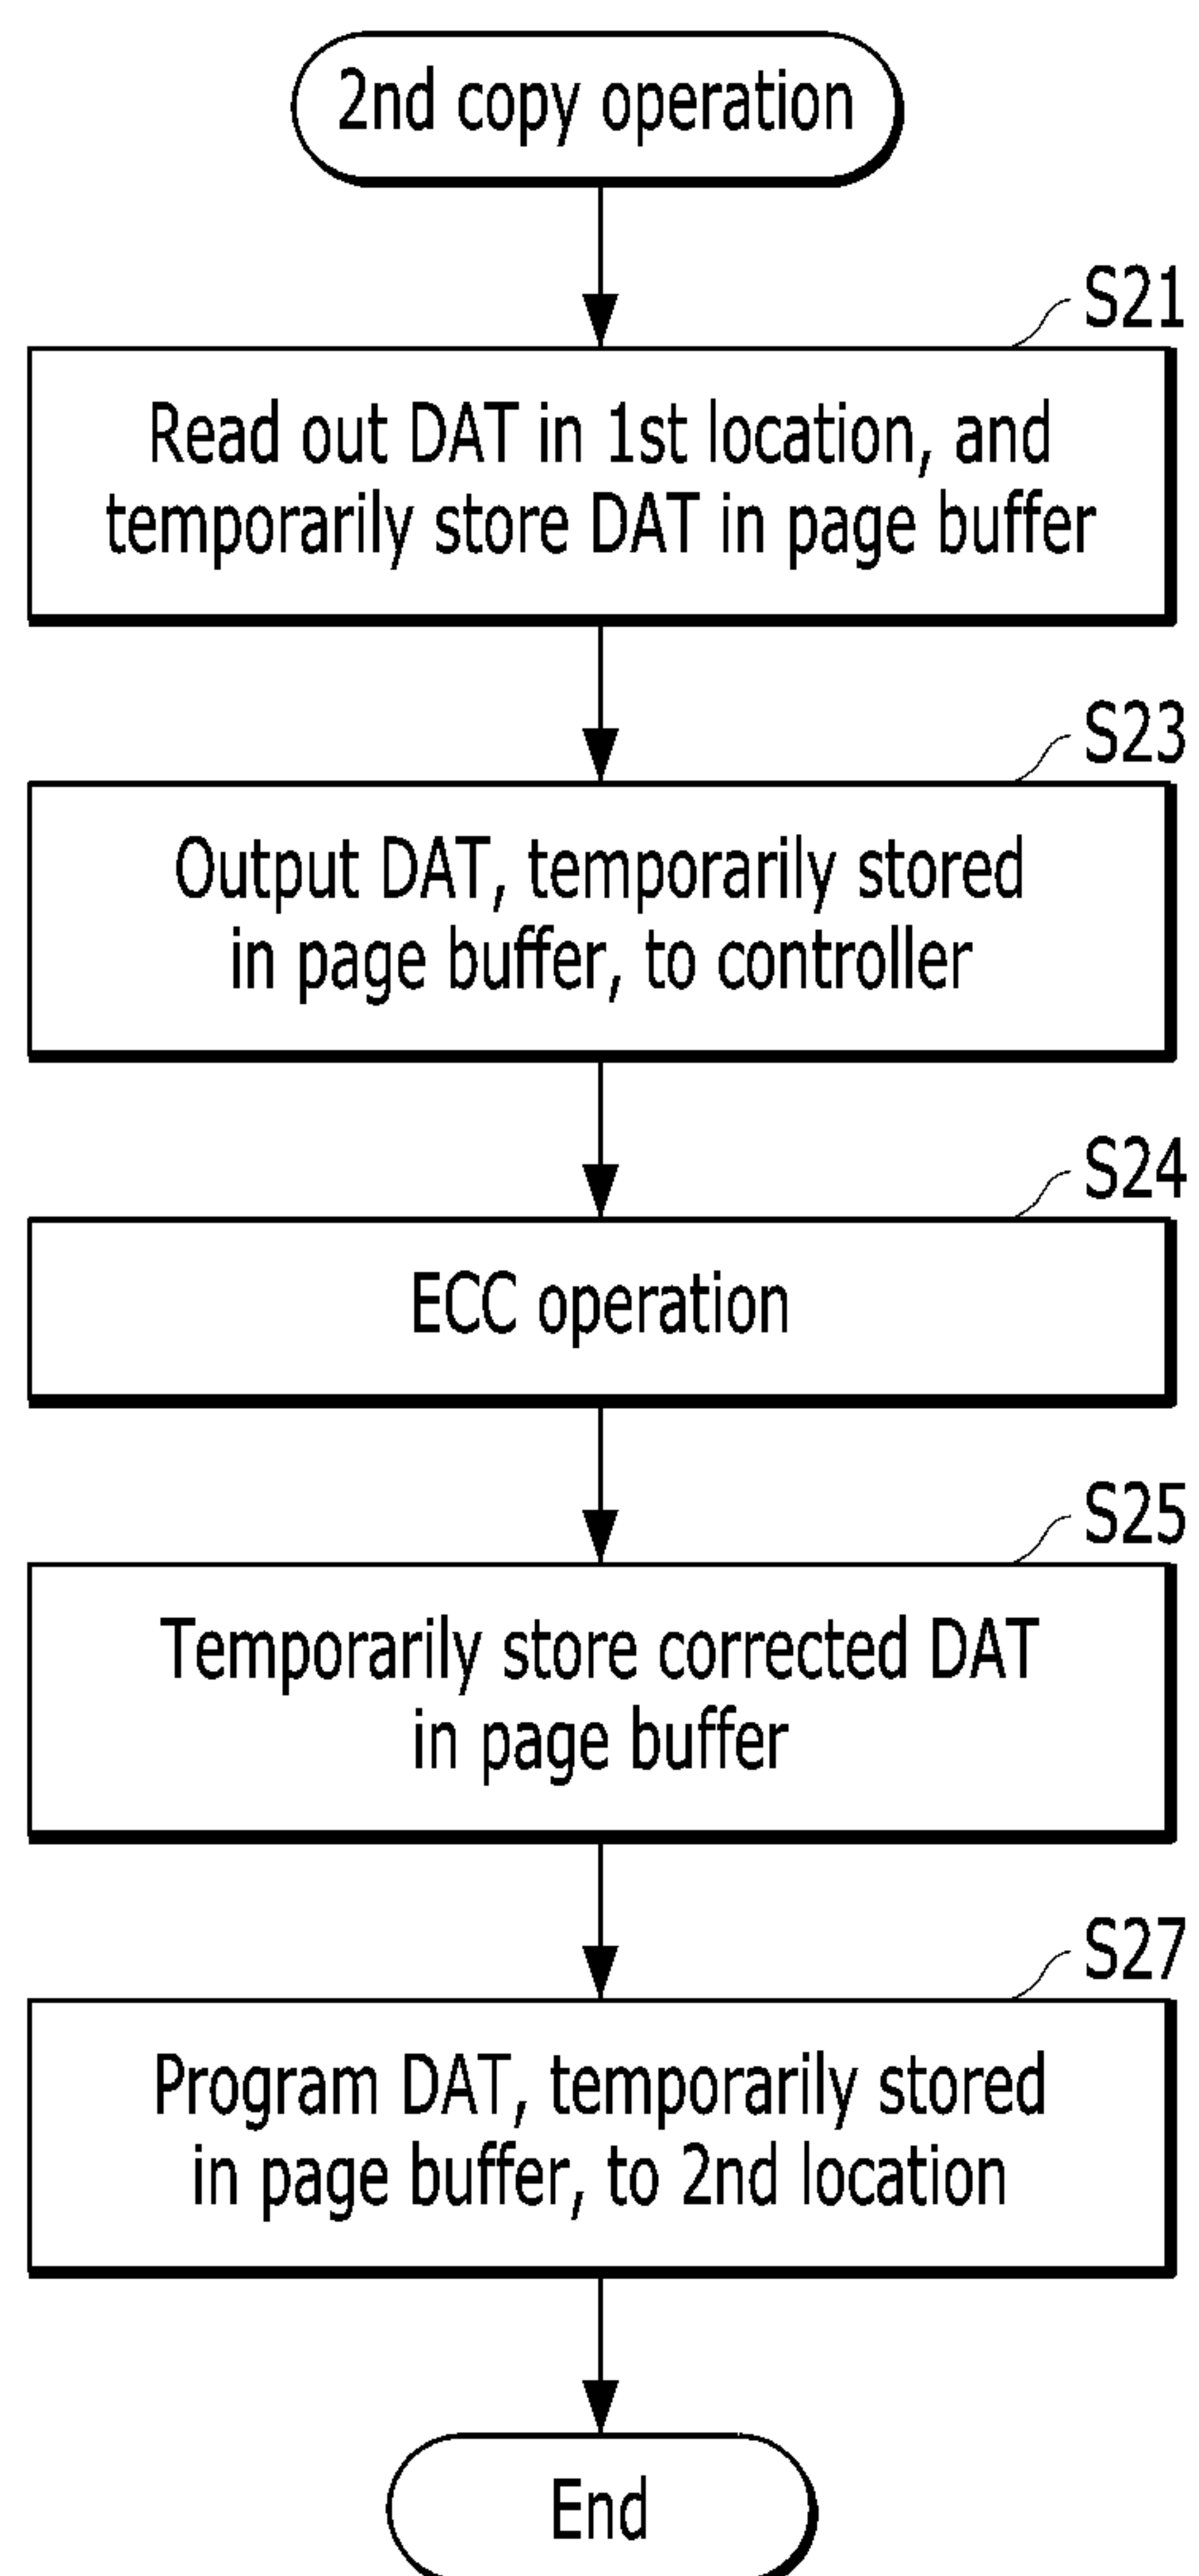 2nd copy operation
S21
Read out DAT in 1st location, and
temporarily store DAT in page buffer
S23
Output DAT, temporarily stored
in page buffer, to controller
S24
ECC operation
S25
Temporarily store corrected DAT
in page buffer
S27
Program DAT, temporarily stored
in page buffer, to 2nd location
End